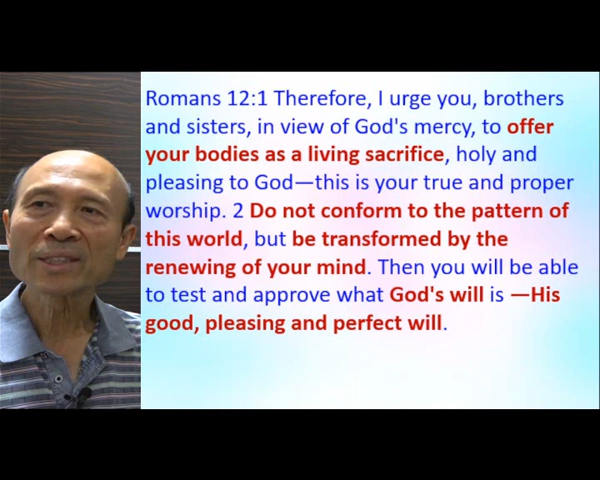 Romans 12:1 Therefore, I urge you, brothers
and sisters, in view of God's mercy, to offer
your bodies as a living sacrifice, holy and
pleasing to God—this is your true and proper
worship. 2 Do not conform to the pattern of
this world, but be transformed by the
renewing of your mind. Then you will be able
to test and approve what God's will is —His
good, pleasing and perfect will.